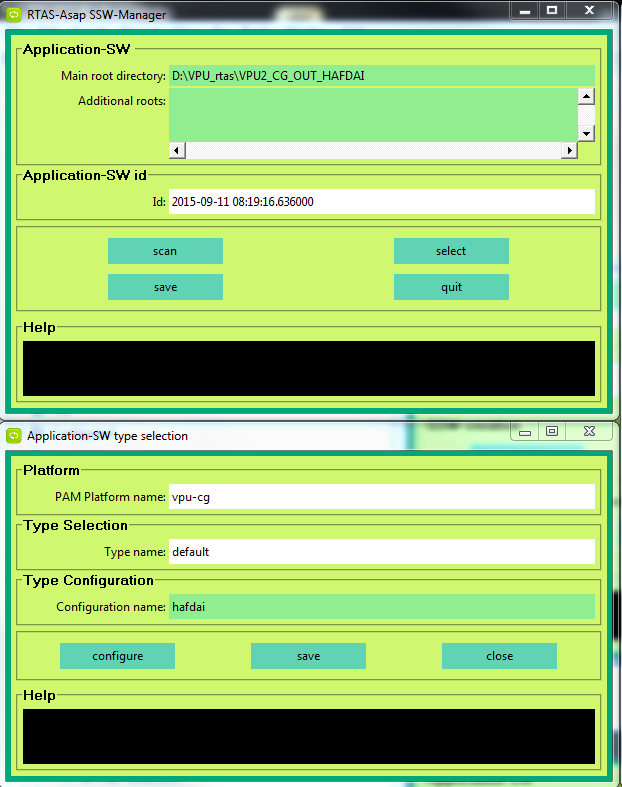 RTAS-Asap SSW-Manager
Application-SW
Main root directory: D:\VPU_rtas\VPU2_CG_OUT_HAFDAI
Additional roots:
Application-SW id
Id: 2015-09-11 08:19:16.636000
scan select
save quit
Help
Application-SW type selection
Platform
PAM Platform name: vpu-cg
Type Selection
Type name: default
Type Configuration
Configuration name: hafdai
configure save close
Help